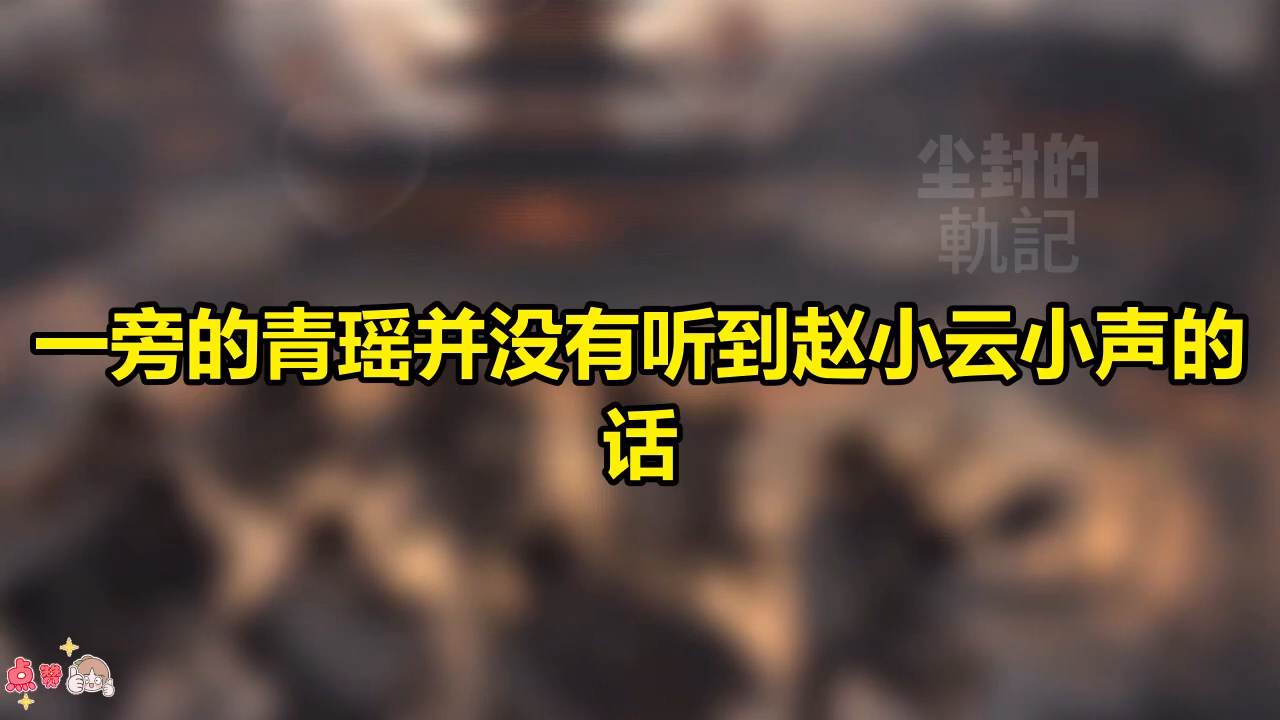 尘封的
軌記
一旁的青瑶并没有听到赵小云小声的
话
点赞